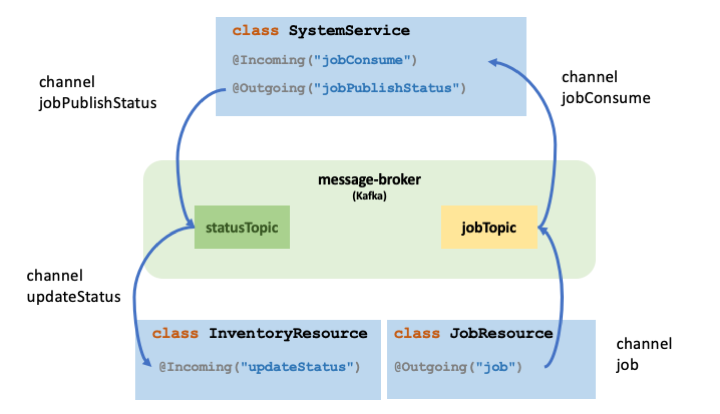 class SystemService
@Incoming("jobConsume")
@Outgoing("jobPublishStatus")
channel
jobPublishStatus
channel
jobConsume
message-broker
(Kafka)
statusTopic
jobTopic
channel
updateStatus
class InventoryResource
@Incoming("updateStatus")
class JobResource
@Outgoing("job")
channel
job